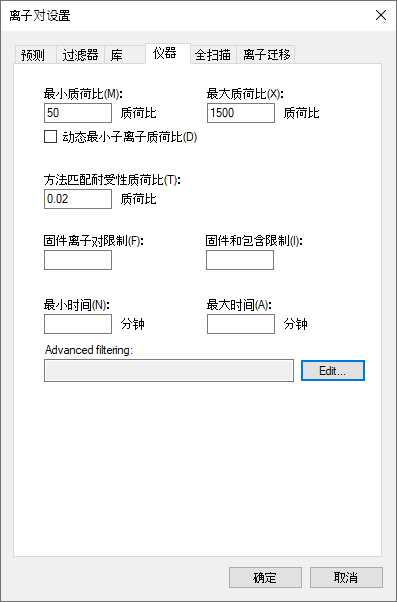 离子对设置
预测 过滤器 库 仪器 全扫描 离子迁移
最小质荷比(M): 最大质荷比(X):
50 质荷比 1500 质荷比
动态最小子离子质荷比(D)
方法匹配耐受性质荷比(T):
0.02 质荷比
固件离子对限制(F): 固件和包含限制(I):
最小时间(N): 最大时间(A):
分钟 分钟
Advanced filtering:
Edit...
确定 取消